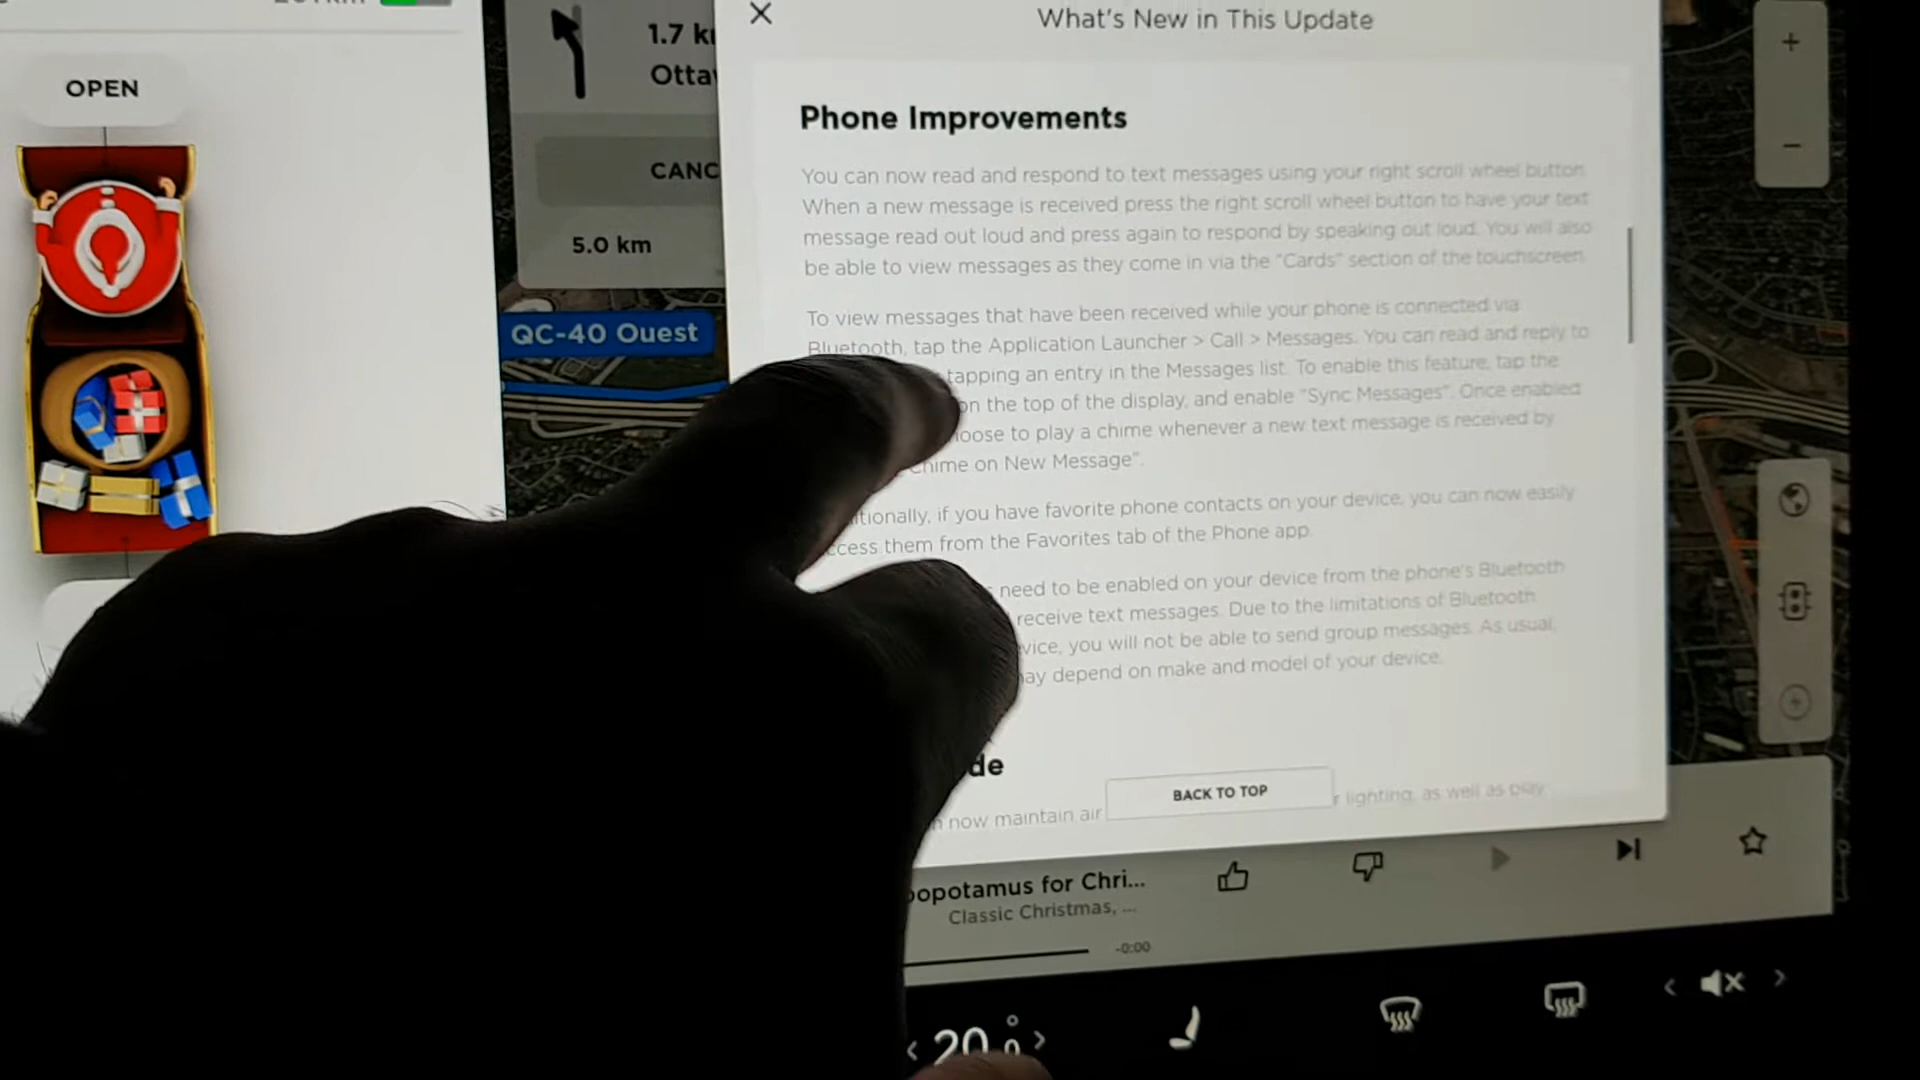 OPEN
1.7
CANC
5.0 km
QC-40 Ouest
What's New in This Update
Phone Improvements
You can now read and respond to text messages using your right scroll wheel button.
When a new message is received press the right scroll wheel button to have your text
message read out loud and press again to respond by speaking out loud. You will also
be able to view messages as they come in via the "Cards" section of the touchscreen.
To view messages that have been received while your phone is connected via
Bluetooth, tap the Application Launcher > Call > Messages. You can read and reply to
tapping an entry in the Messages list. To enable this feature, tap the
on the top of the display, and enable "Sync Messages". Once enabled
oose to play a chime whenever a new text message is received by
Chime on New Message".
itionally, if you have favorite phone contacts on your device, you can now easily
ccess them from the Favorites tab of the Phone app.
need to be enabled on your device from the phone's Bluetooth
receive text messages. Due to the limitations of Bluetooth
vice, you will not be able to send group messages. As usual,
ay depend on make and model of your device.
de
now maintain air
r lighting, as well as play
BACK TO TOP
opotamus for Chri...
Classic Christmas, ...
-0:00
20.0°